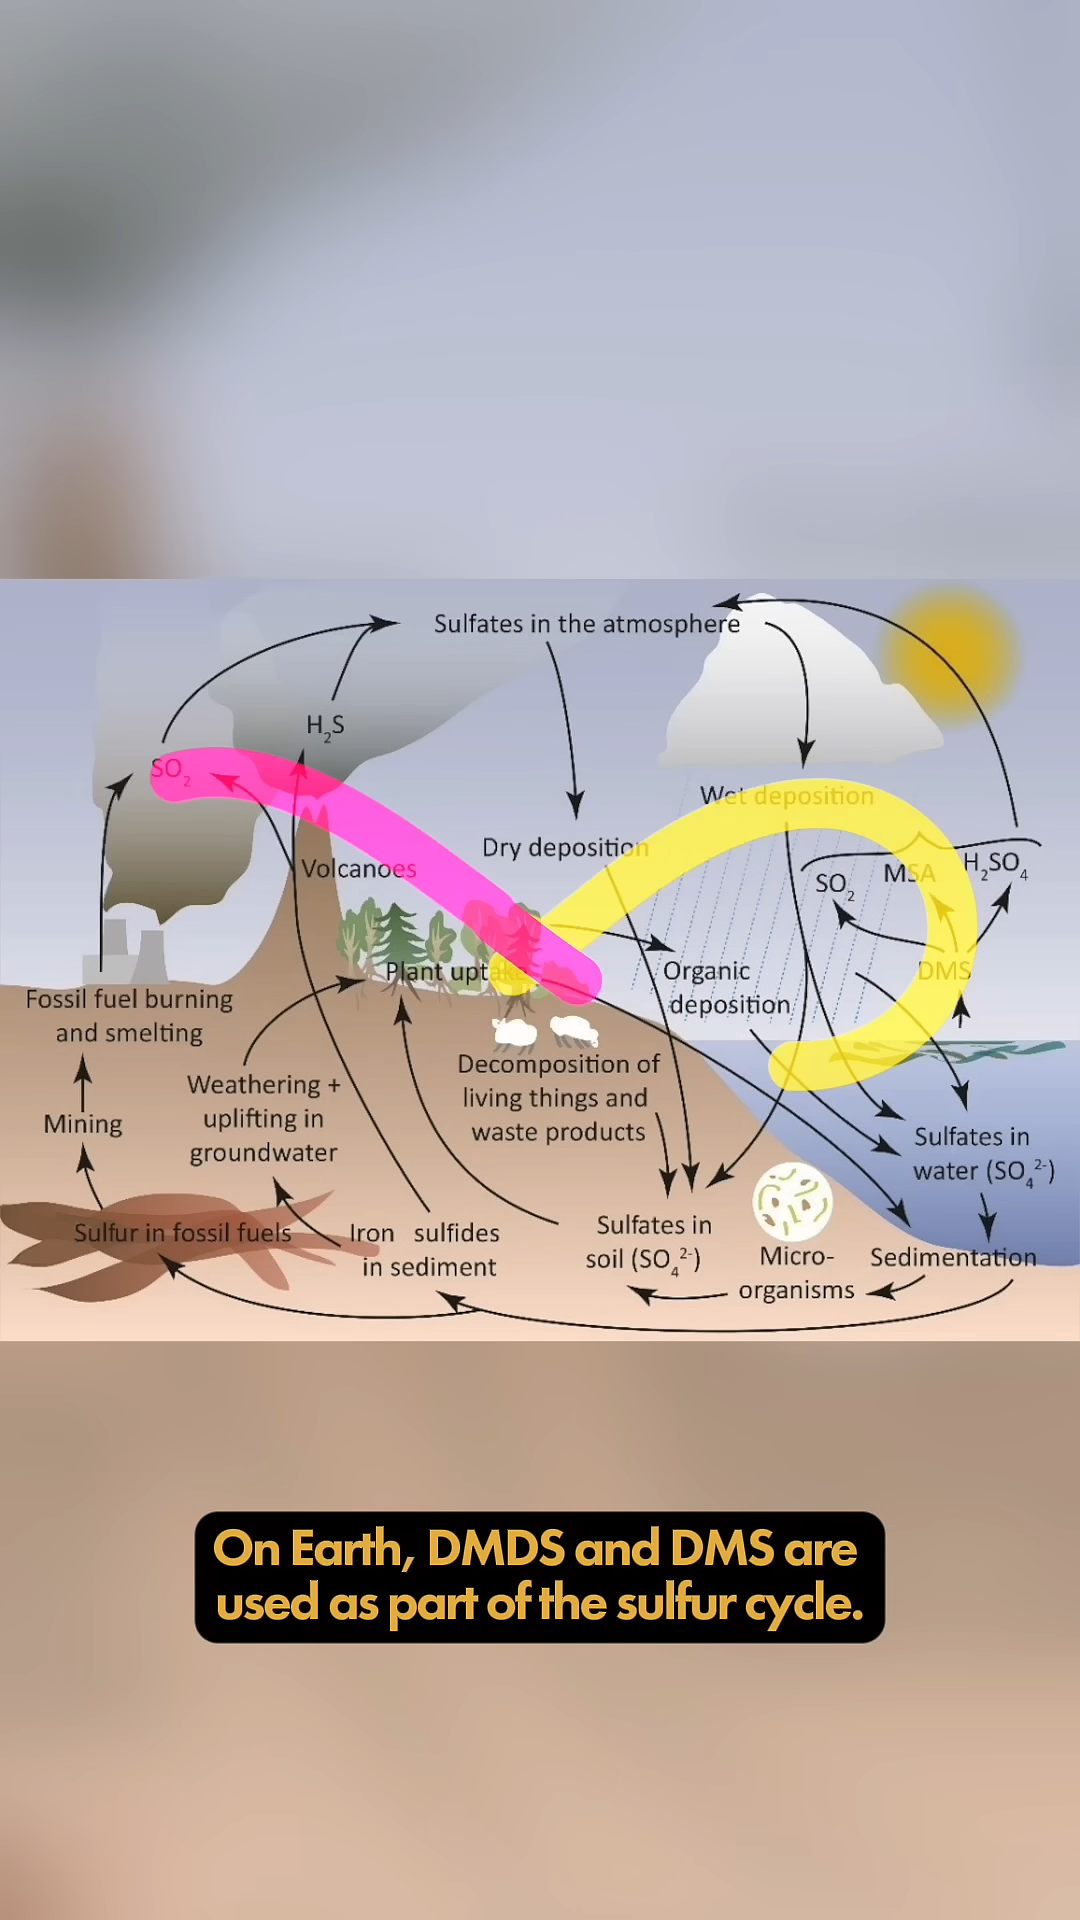 Sulfates in the atmosphere
H₂S
SO₂
Wet deposition
Dry deposition
Volcanoes
SO₂
MSA
H₂SO₄
Plant uptake
Organic
deposition
DMS
Fossil fuel burning
and smelting
Decomposition of
living things and
waste products
Weathering +
uplifting in
groundwater
Mining
Sulfates in
water (SO₄²⁻)
Sulfur in fossil fuels
Iron sulfides
in sediment
Sulfates in
soil (SO₄²⁻)
Micro-
organisms
Sedimentation
On Earth, DMDS and DMS are
used as part of the sulfur cycle.